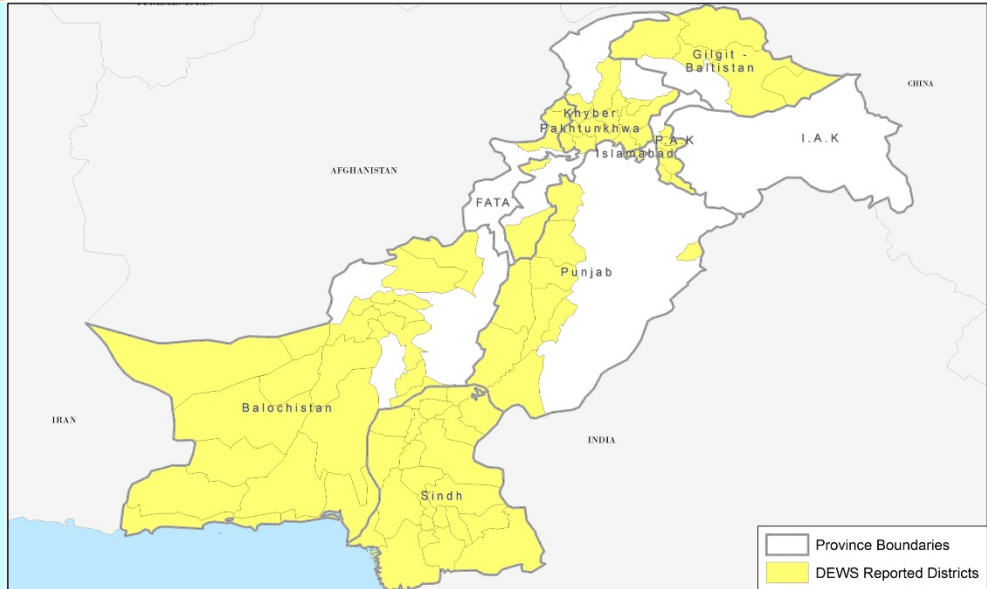 Gilgit -
Baltistan
CHINA
Khyber
Pakhtunkhwa
P.A.K
I.A.K
Islamabad
AFGHANISTAN
FATA
Punjab
Balochistan
IRAN
INDIA
Sindh
Province Boundaries
DEWS Reported Districts